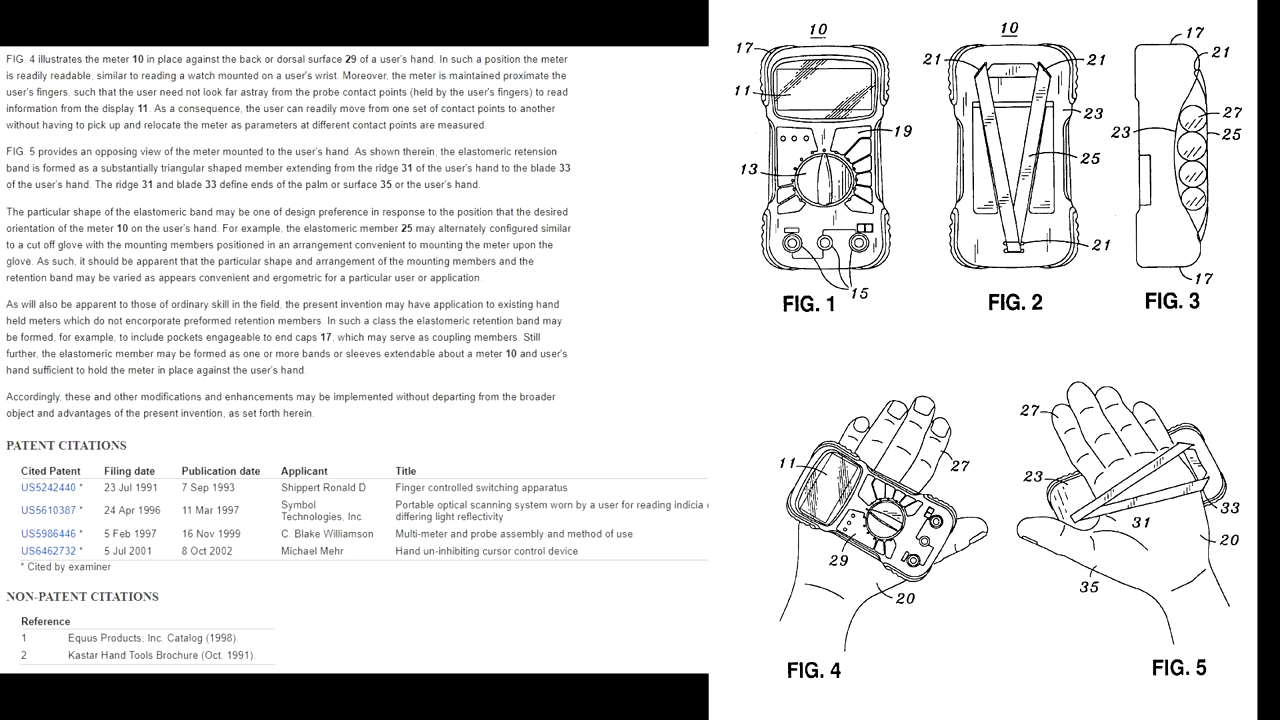 FIG. 4 illustrates the meter 10 in place against the back or dorsal surface 29 of a user's hand. In such a position the meter
is readily readable, similar to reading a watch mounted on a user's wrist. Moreover, the meter is maintained proximate the
user's fingers, such that the user need not look far astray from the probe contact points (held by the user's fingers) to read
information from the display 11. As a consequence, the user can readily move from one set of contact points to another
without having to pick up and relocate the meter as parameters at different contact points are measured.
FIG. 5 provides an opposing view of the meter mounted to the user's hand. As shown therein, the elastomeric retension
band is formed as a substantially triangular shaped member extending from the ridge 31 of the user's hand to the blade 33
of the user's hand. The ridge 31 and blade 33 define ends of the palm or surface 35 or the user's hand.
The particular shape of the elastomeric band may be one of design preference in response to the position that the desired
orientation of the meter 10 on the user's hand. For example, the elastomeric member 25 may alternately configured similar
to a cut off glove with the mounting members positioned in an arrangement convenient to mounting the meter upon the
glove. As such, it should be apparent that the particular shape and arrangement of the mounting members and the
retention band may be varied as appears convenient and ergometric for a particular user or application.
As will also be apparent to those of ordinary skill in the field, the present invention may have application to existing hand
held meters which do not encorporate preformed retention members. In such a class the elastomeric retention band may
be formed, for example, to include pockets engageable to end caps 17, which may serve as coupling members. Still
further, the elastomeric member may be formed as one or more bands or sleeves extendable about a meter 10 and user's
hand sufficient to hold the meter in place against the user's hand.
Accordingly, these and other modifications and enhancements may be implemented without departing from the broader
object and advantages of the present invention, as set forth herein.
PATENT CITATIONS
Cited Patent Filing date Publication date Applicant Title
US5242440 * 23 Jul 1991 7 Sep 1993 Shippert Ronald D Finger controlled switching apparatus
US5610387 * 24 Apr 1996 11 Mar 1997 Symbol Technologies, Inc. Portable optical scanning system worn by a user for reading indicia differing light reflectivity
US5986446 * 5 Feb 1997 16 Nov 1999 C. Blake Williamson Multi-meter and probe assembly and method of use
US6462732 * 5 Jul 2001 8 Oct 2002 Michael Mehr Hand un-inhibiting cursor control device
* Cited by examiner
NON-PATENT CITATIONS
Reference
1 Equus Products, Inc. Catalog (1998)
2 Kastar Hand Tools Brochure (Oct. 1991).
10
17
11
19
13
15
FIG. 1
10
21 21
23
25
21
FIG. 2
17
21
27
23 25
17
FIG. 3
11
27
29
20
FIG. 4
27
23
33
31
20
35
FIG. 5